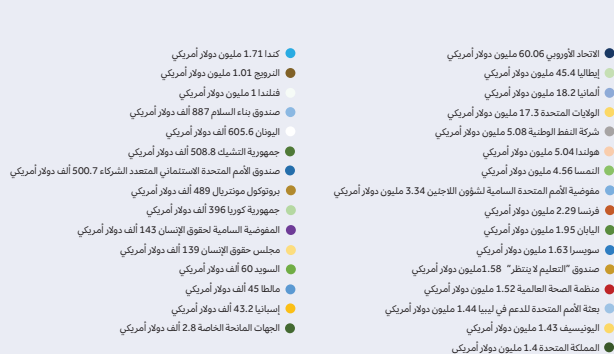 الاتحاد الأوروبي 60.06 مليون دولار أمريكي
إيطاليا 45.4 مليون دولار أمريكي
ألمانيا 18.2 مليون دولار أمريكي
الولايات المتحدة 17.3 مليون دولار أمريكي
شركة النفط الوطنية 5.08 مليون دولار أمريكي
هولندا 5.04 مليون دولار أمريكي
النمسا 4.56 مليون دولار أمريكي
مفوضية الأمم المتحدة السامية لشؤون اللاجئين 3.34 مليون دولار أمريكي
فرنسا 2.29 مليون دولار أمريكي
اليابان 1.95 مليون دولار أمريكي
سويسرا 1.63 مليون دولار أمريكي
صندوق "التعليم لا ينتظر" 1.58مليون دولار أمريكي
منظمة الصحة العالمية 1.52 مليون دولار أمريكي
بعثة الأمم المتحدة للدعم في ليبيا 1.44 مليون دولار أمريكي
اليونيسيف 1.43 مليون دولار أمريكي
المملكة المتحدة 1.4 مليون دولار أمريكي
كندا 1.71 مليون دولار أمريكي
النرويج 1.01 مليون دولار أمريكي
فنلندا 1 مليون دولار أمريكي
صندوق بناء السلام 887 ألف دولار أمريكي
اليونان 605.6 ألف دولار أمريكي
جمهورية التشيك 508.8 ألف دولار أمريكي
صندوق الأمم المتحدة الاستئماني المتعدد الشركاء 500.7 ألف دولار أمريكي
بروتوكول مونتريال 489 ألف دولار أمريكي
جمهورية كوريا 396 ألف دولار أمريكي
المفوضية السامية لحقوق الإنسان 143 ألف دولار أمريكي
مجلس حقوق الإنسان 139 ألف دولار أمريكي
السويد 60 ألف دولار أمريكي
مالطا 45 ألف دولار أمريكي
إسبانيا 43.2 ألف دولار أمريكي
الجهات المانحة الخاصة 2.8 ألف دولار أمريكي